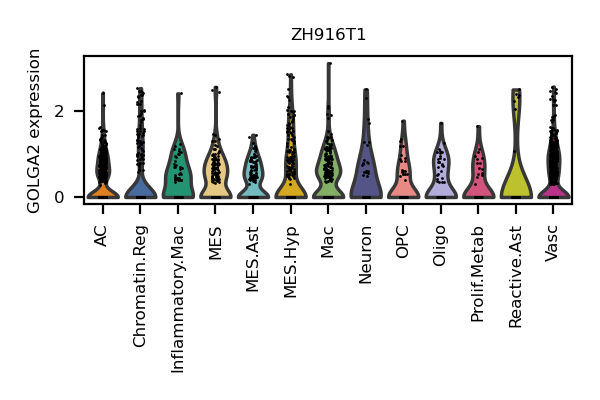 ZH916T1
GOLGA2 expression
2
0
AC
Chromatin.Reg
Inflammatory.Mac
MES
MES.Ast
MES.Hyp
Mac
Neuron
OPC
Oligo
Prolif.Metab
Reactive.Ast
Vasc